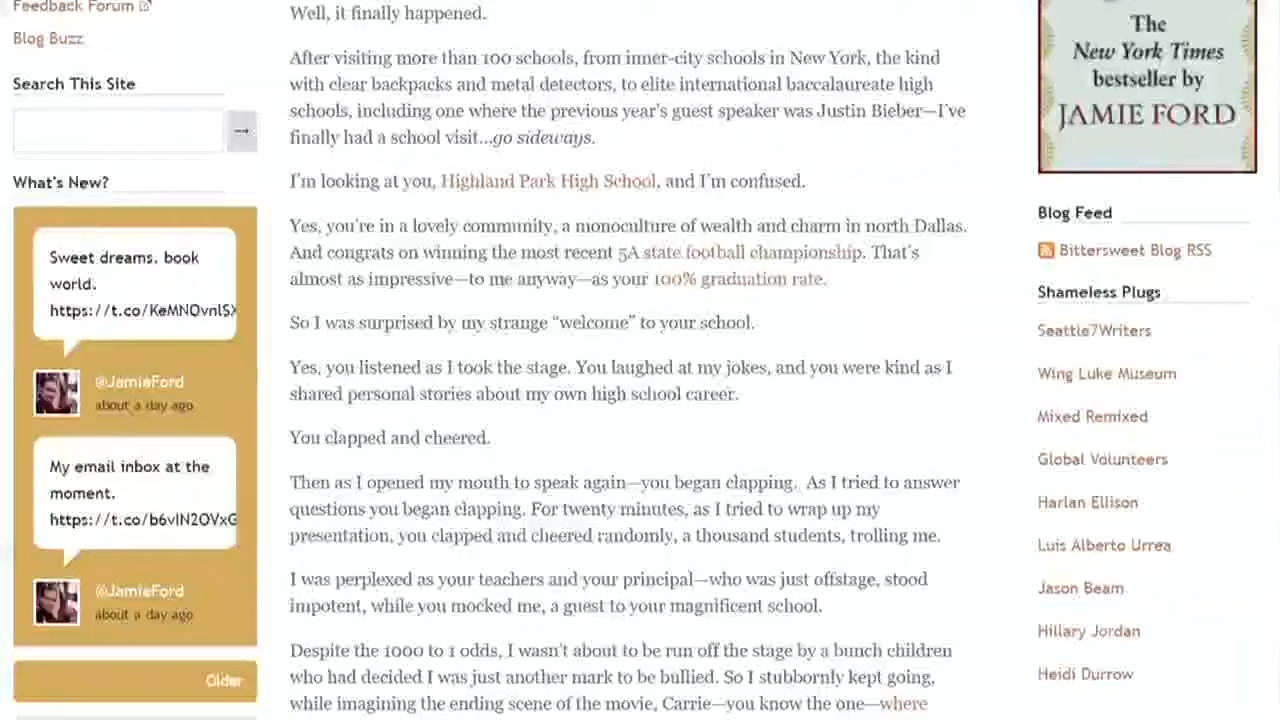 Feedback Forum
Blog Buzz
Search This Site
→
What's New?
Sweet dreams, book
world.
https://t.co/KeMNOvnlSX
@JamieFord
about a day ago
My email inbox at the
moment.
https://t.co/b6vIN2OVxG
@JamieFord
about a day ago
Older
Well, it finally happened.
After visiting more than 100 schools, from inner-city schools in New York, the kind
with clear backpacks and metal detectors, to elite international baccalaureate high
schools, including one where the previous year's guest speaker was Justin Bieber—I've
finally had a school visit...go sideways.
I'm looking at you, Highland Park High School, and I'm confused.
Yes, you're in a lovely community, a monoculture of wealth and charm in north Dallas.
And congrats on winning the most recent 5A state football championship. That's
almost as impressive—to me anyway—as your 100% graduation rate.
So I was surprised by my strange “welcome” to your school.
Yes, you listened as I took the stage. You laughed at my jokes, and you were kind as I
shared personal stories about my own high school career.
You clapped and cheered.
Then as I opened my mouth to speak again—you began clapping. As I tried to answer
questions you began clapping. For twenty minutes, as I tried to wrap up my
presentation, you clapped and cheered randomly, a thousand students, trolling me.
I was perplexed as your teachers and your principal—who was just offstage, stood
impotent, while you mocked me, a guest to your magnificent school.
Despite the 1000 to 1 odds, I wasn't about to be run off the stage by a bunch children
who had decided I was just another mark to be bullied. So I stubbornly kept going,
while imagining the ending scene of the movie, Carrie—you know the one—where
The
New York Times
bestseller by
JAMIE FORD
Blog Feed
Bittersweet Blog RSS
Shameless Plugs
Seattle7Writers
Wing Luke Museum
Mixed Remixed
Global Volunteers
Harlan Ellison
Luis Alberto Urrea
Jason Beam
Hillary Jordan
Heidi Durrow